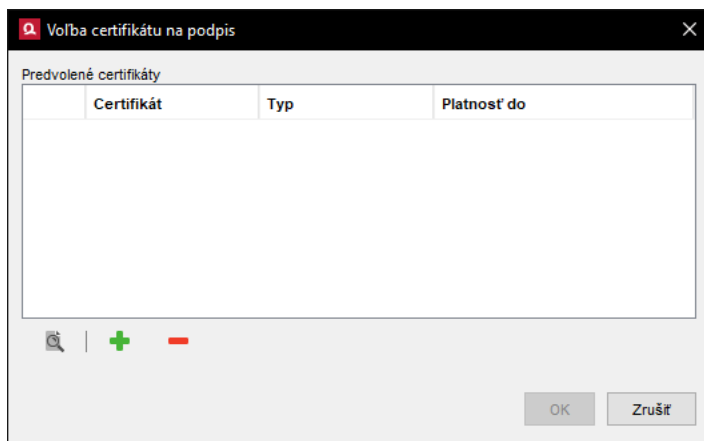 Voľba certifikátu na podpis
Predvolené certifikáty
Certifikát Typ Platnosť do
OK Zrušiť